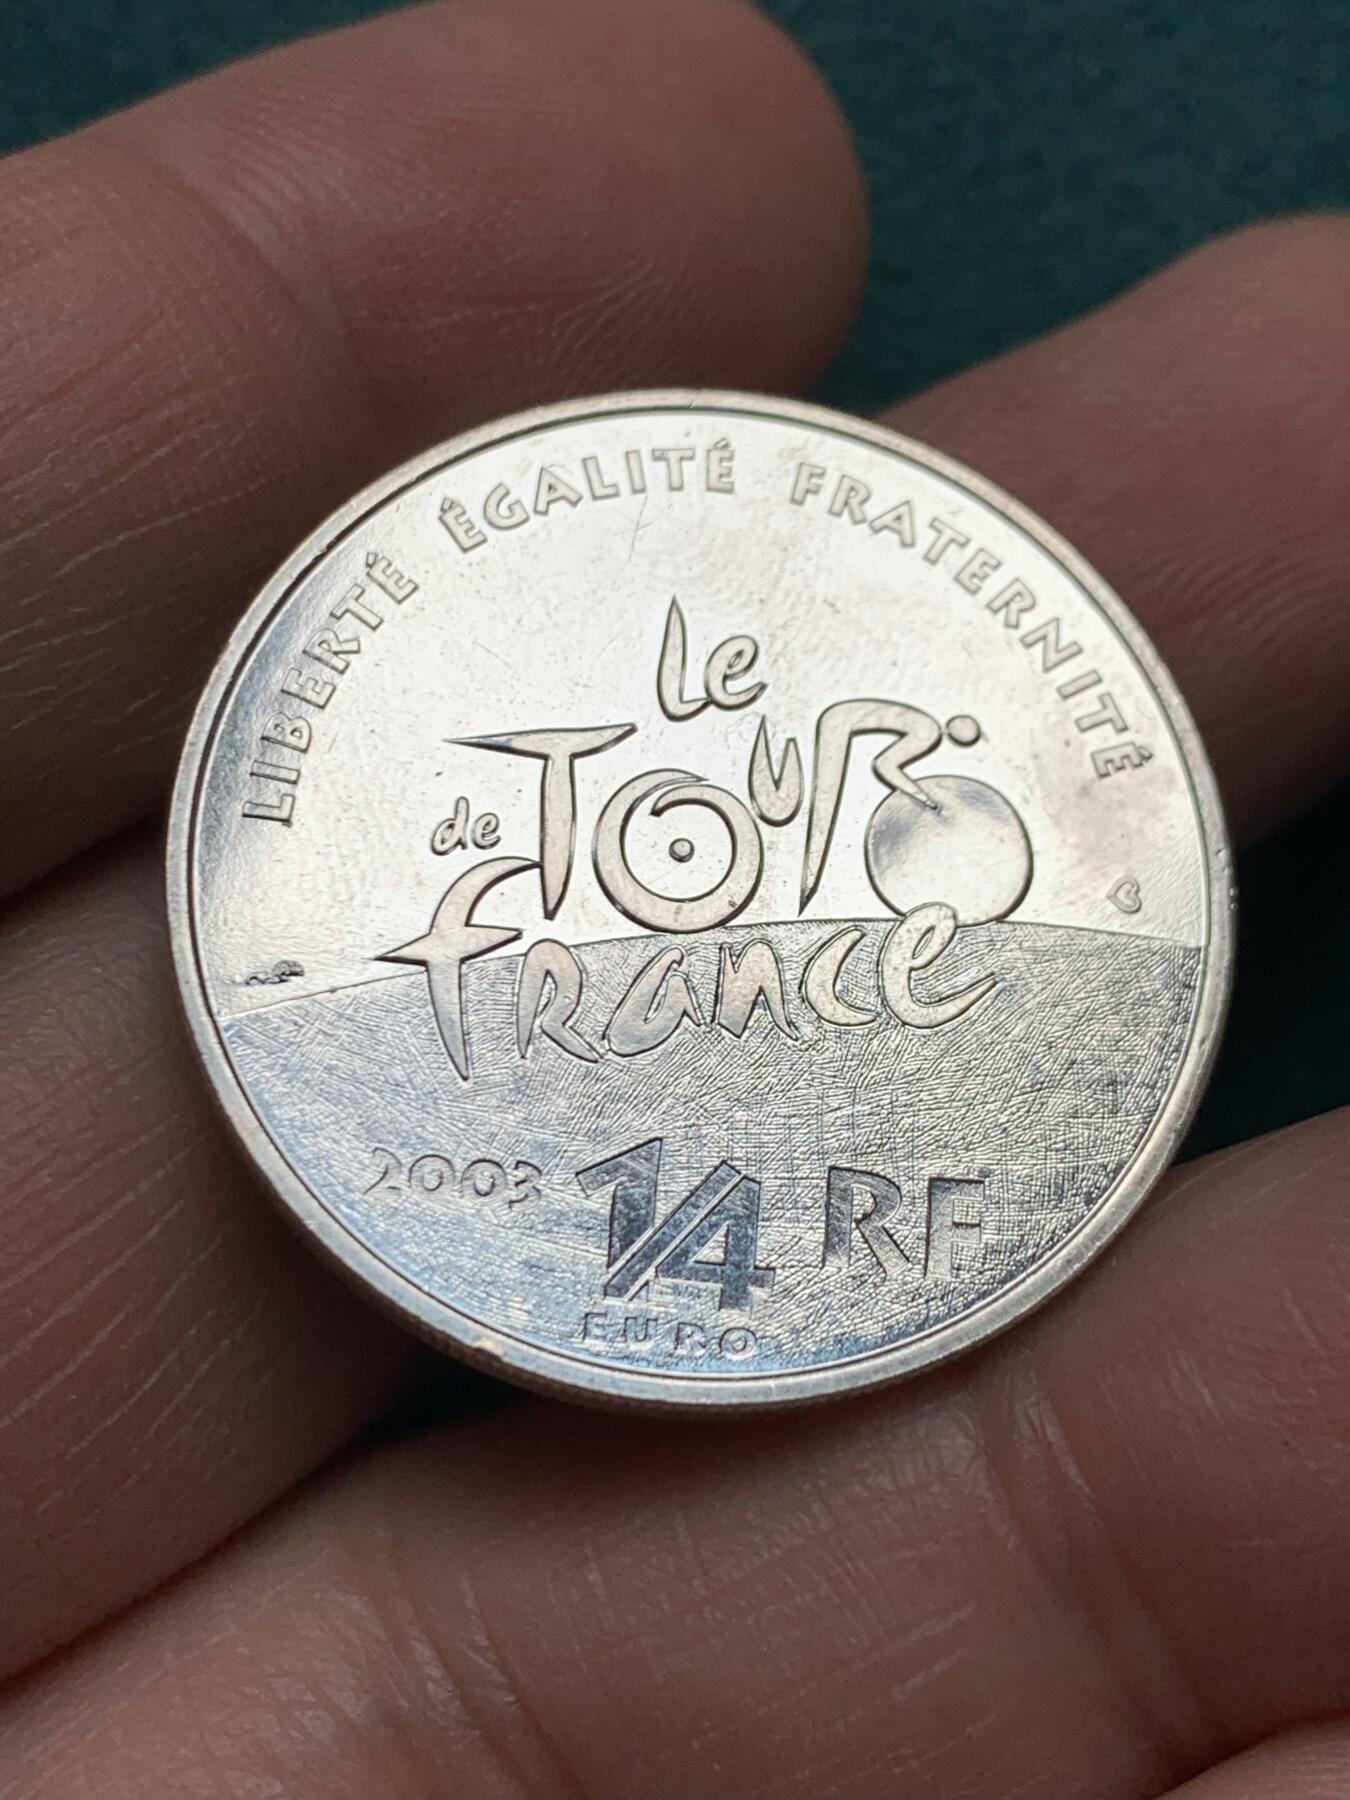 LIBERTÉ ÉGALITÉ FRATERNITÉ
Le
Tour
de
france
2003 1/4 RF
EURO